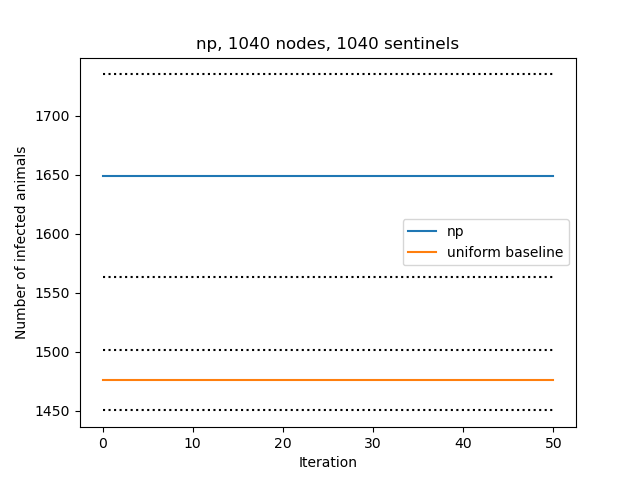 np, 1040 nodes, 1040 sentinels
Number of infected animals
1700
1650
1600
1550
1500
1450
np
uniform baseline
0 10 20 30 40 50
Iteration